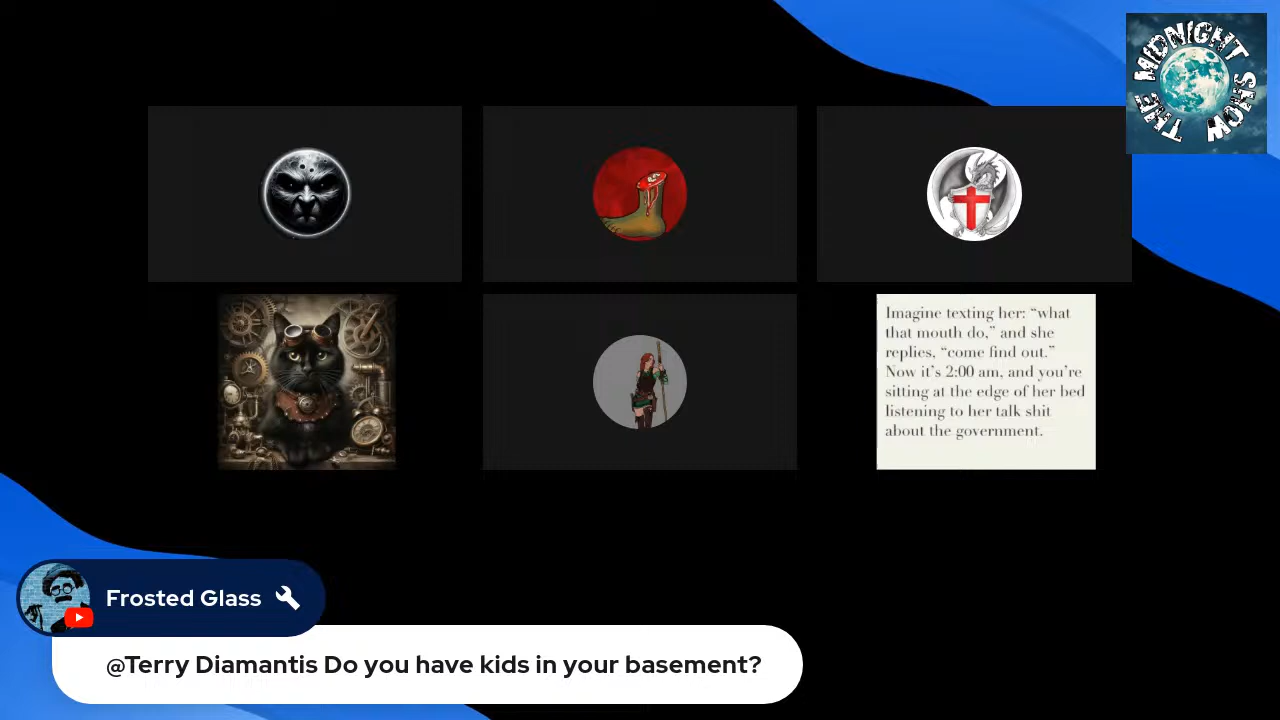 THE MIDNIGHT SHOW
Imagine texting her: “what
that mouth do,” and she
replies, “come find out.”
Now it’s 2:00 am, and you’re
sitting at the edge of her bed
listening to her talk shit
about the government.
Frosted Glass
@Terry Diamantis Do you have kids in your basement?